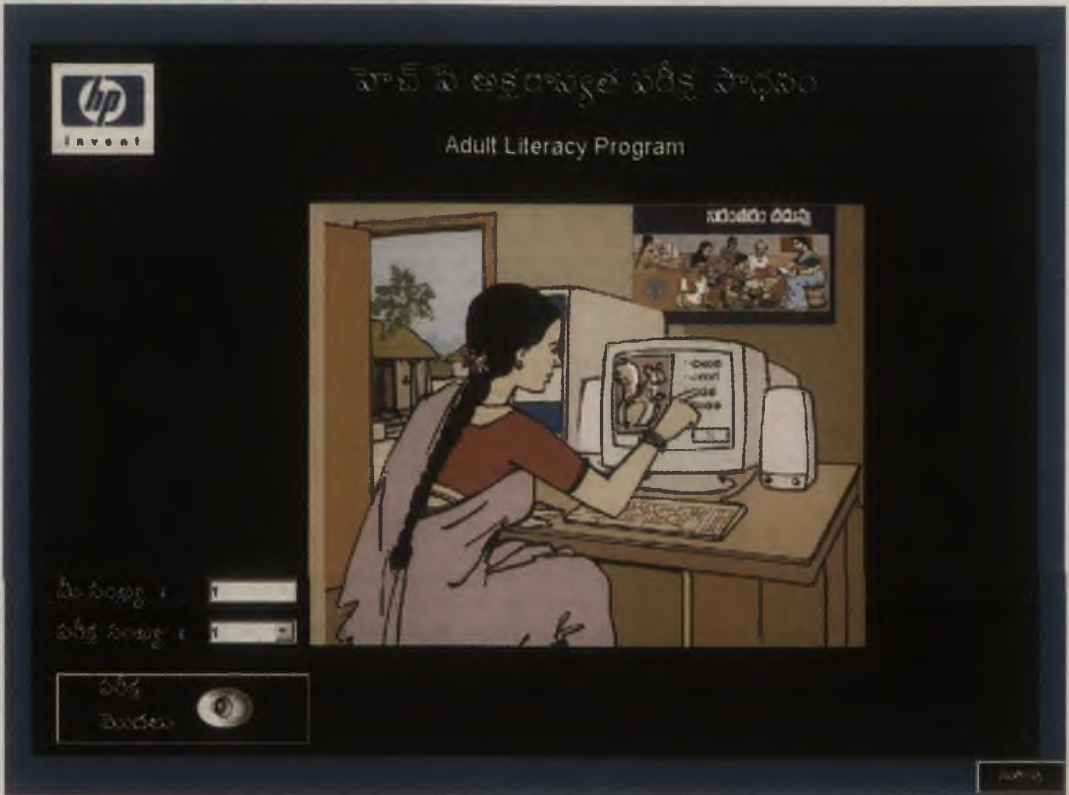 hp
invent
హెచ్ పి అక్షరాస్యత పరీక్ష సాధనం
Adult Literacy Program
నిరంతరం చదువు
మీ సంఖ్య :
1
పరీక్ష సంఖ్య :
1
పరీక్ష
మొదలు